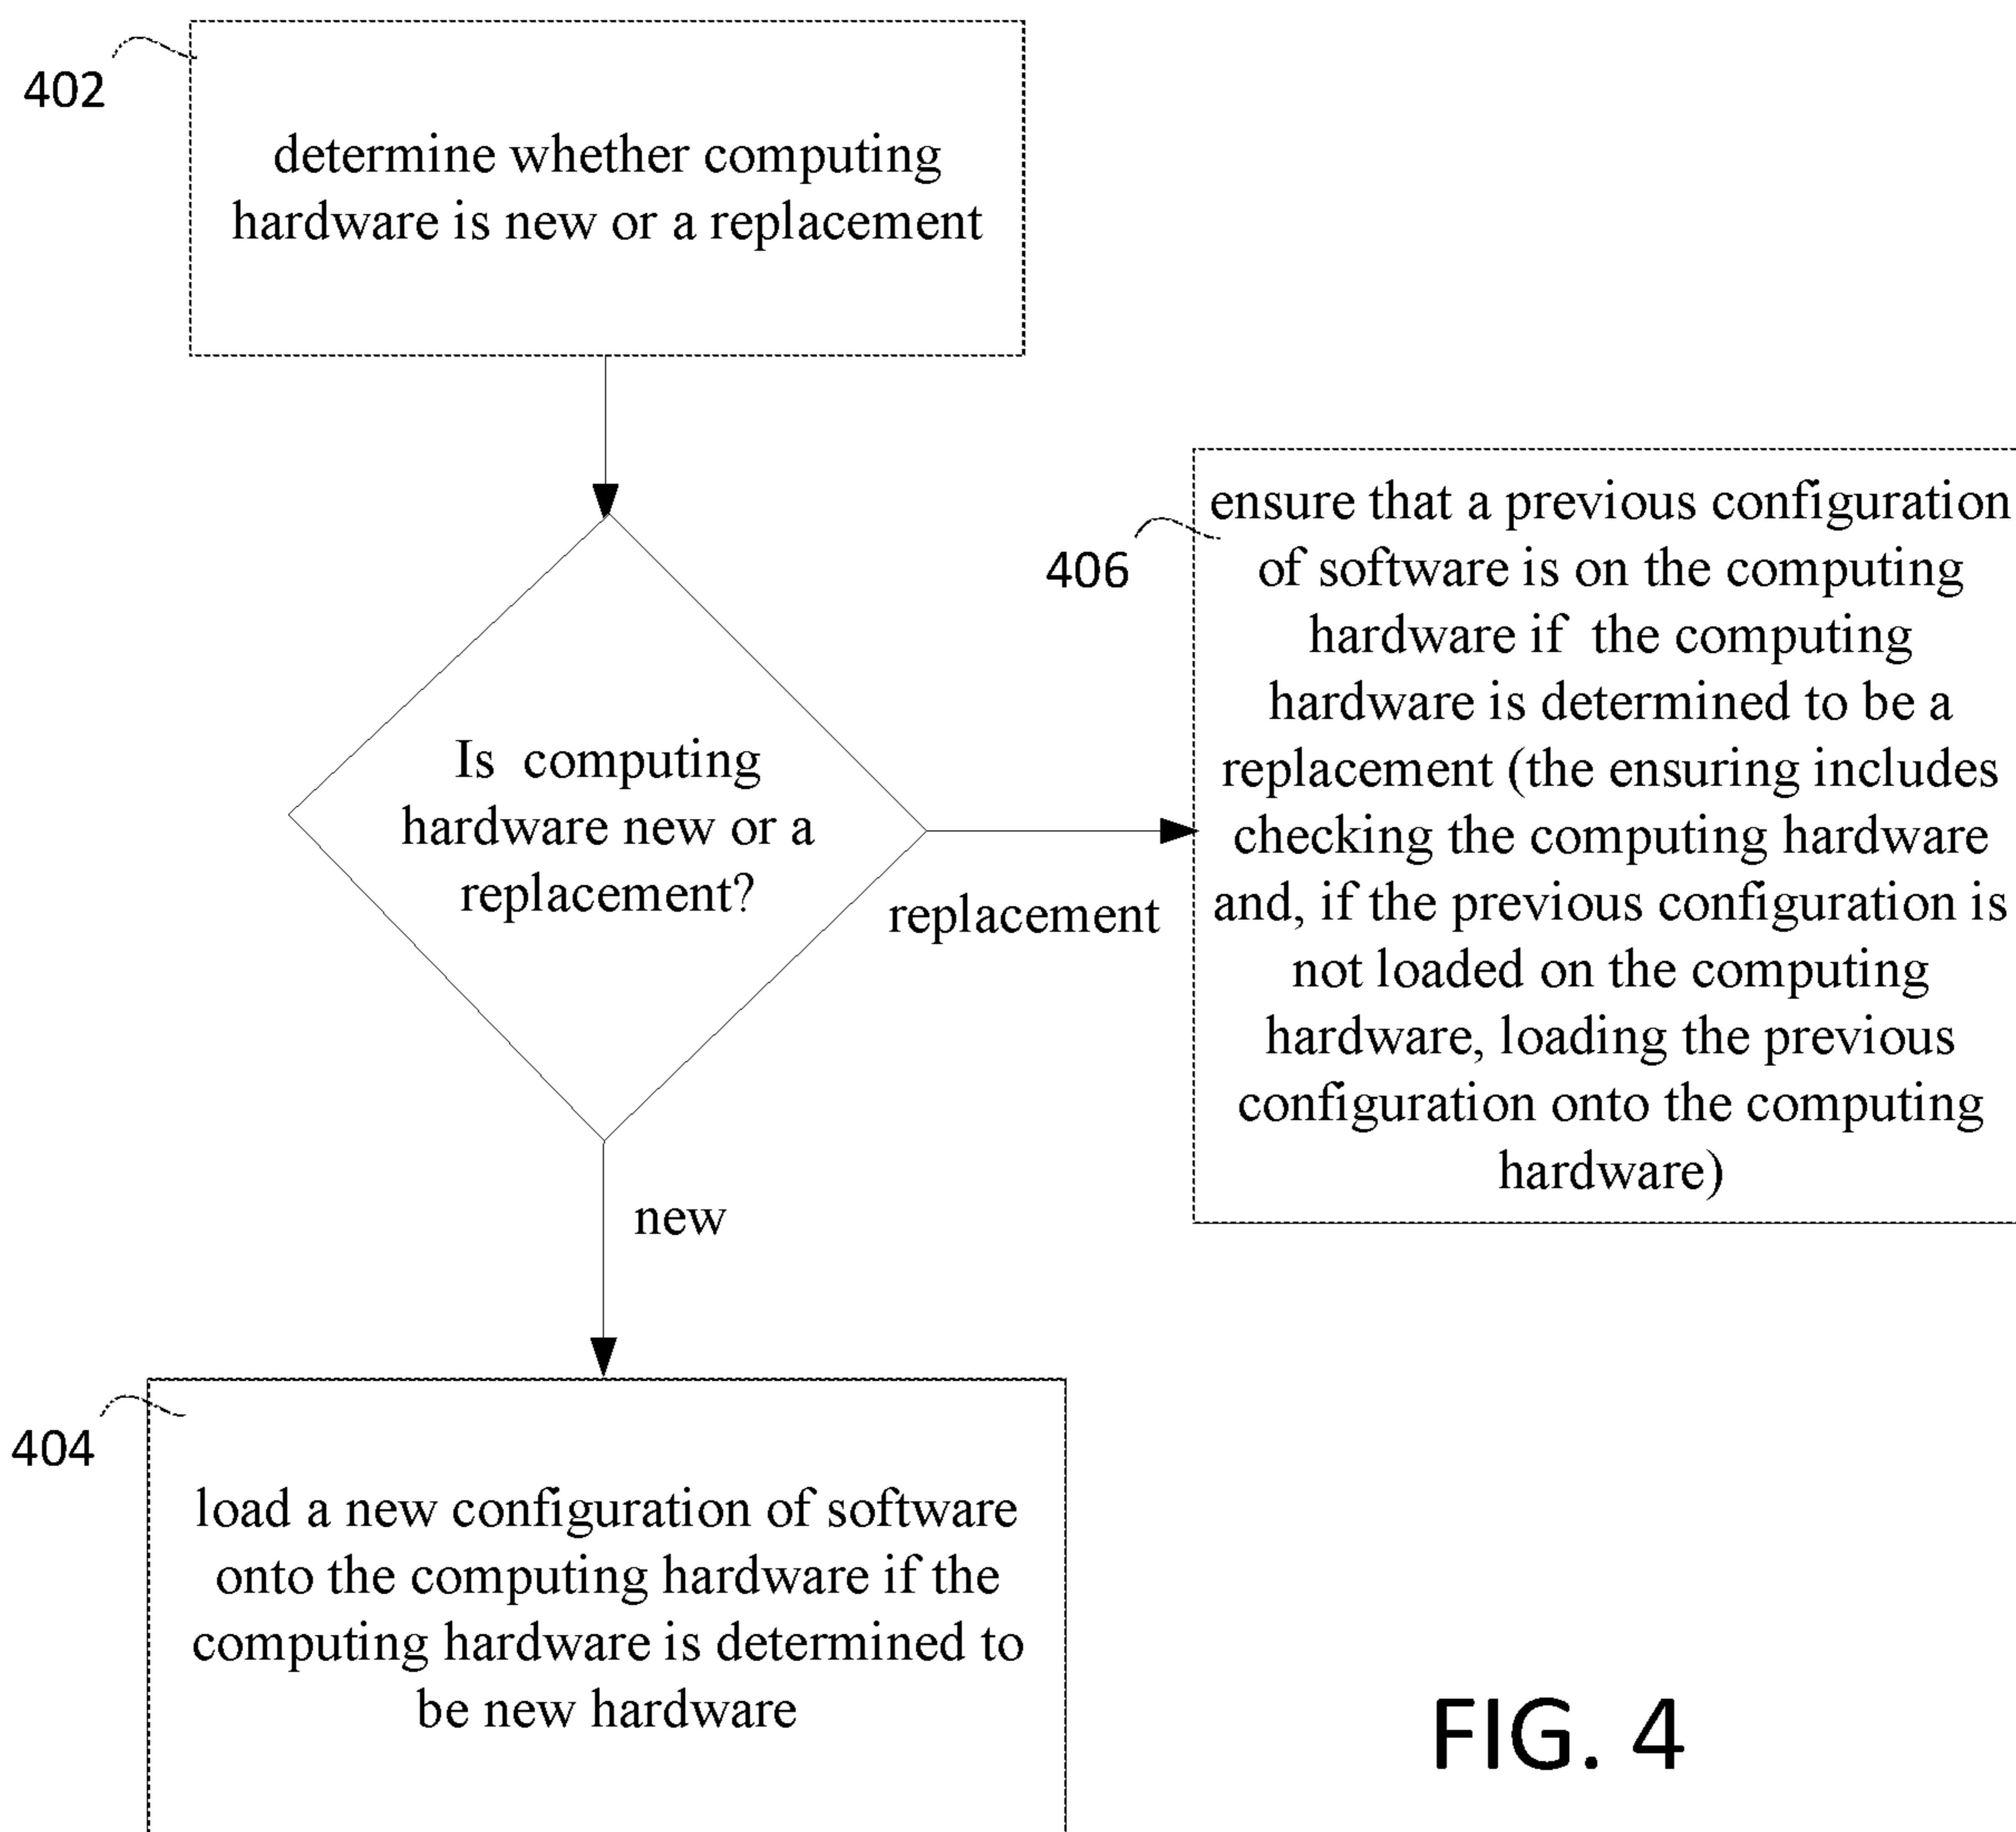 402
determine whether computing
hardware is new or a replacement
Is computing
hardware new or a
replacement?
replacement
406
ensure that a previous configuration
of software is on the computing
hardware if the computing
hardware is determined to be a
replacement (the ensuring includes
checking the computing hardware
and, if the previous configuration is
not loaded on the computing
hardware, loading the previous
configuration onto the computing
hardware)
new
404
load a new configuration of software
onto the computing hardware if the
computing hardware is determined to
be new hardware
FIG. 4